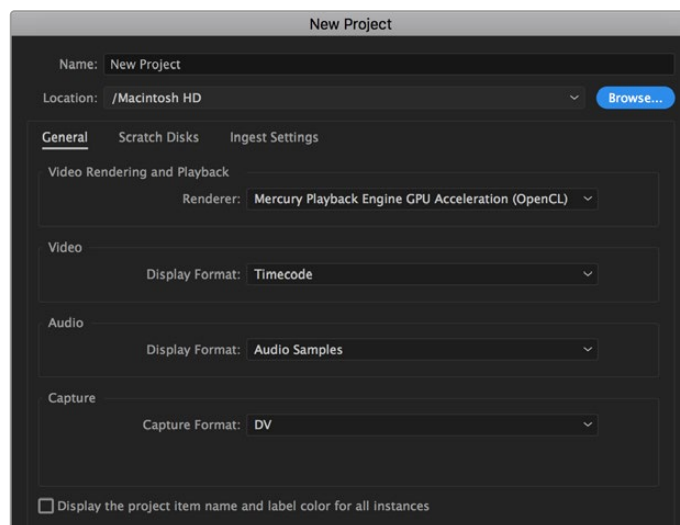 New Project
Name: New Project
Location: /Macintosh HD Browse...
General Scratch Disks Ingest Settings
Video Rendering and Playback
Renderer: Mercury Playback Engine GPU Acceleration (OpenCL)
Video
Display Format: Timecode
Audio
Display Format: Audio Samples
Capture
Capture Format: DV
Display the project item name and label color for all instances